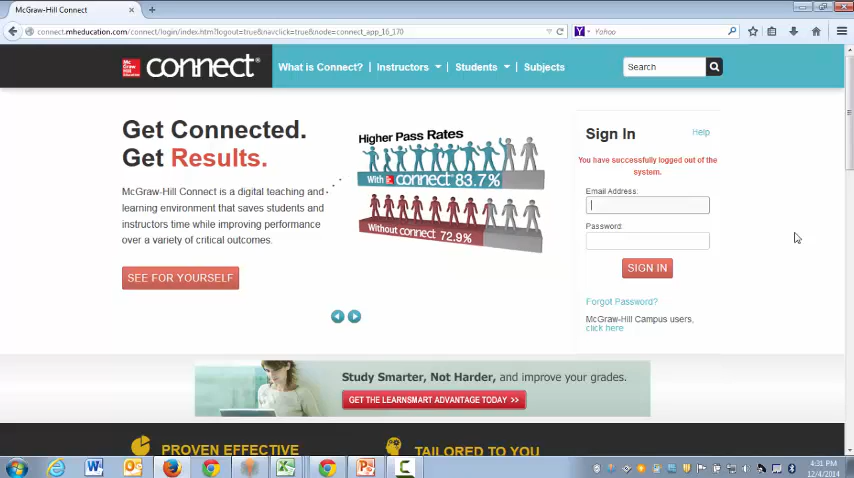 McGraw-Hill Connect
connect.mheducation.com/connect/login/index.htm?logout=true&navclick=true&node=connect_app_16_170
Yahoo
Mc
Graw
Hill
Education
connect®
What is Connect? | Instructors | Students | Subjects
Search
Get Connected.
Get Results.
McGraw-Hill Connect is a digital teaching and
learning environment that saves students and
instructors time while improving performance
over a variety of critical outcomes.
SEE FOR YOURSELF
Higher Pass Rates
With connect 83.7%
Without connect 72.9%
Sign In
Help
You have successfully logged out of the
system.
Email Address:
Password:
SIGN IN
Forgot Password?
McGraw-Hill Campus users,
click here
Study Smarter, Not Harder, and improve your grades.
GET THE LEARNSMART ADVANTAGE TODAY >>
PROVEN EFFECTIVE
TAILORED TO YOU
4:31 PM
12/4/2014